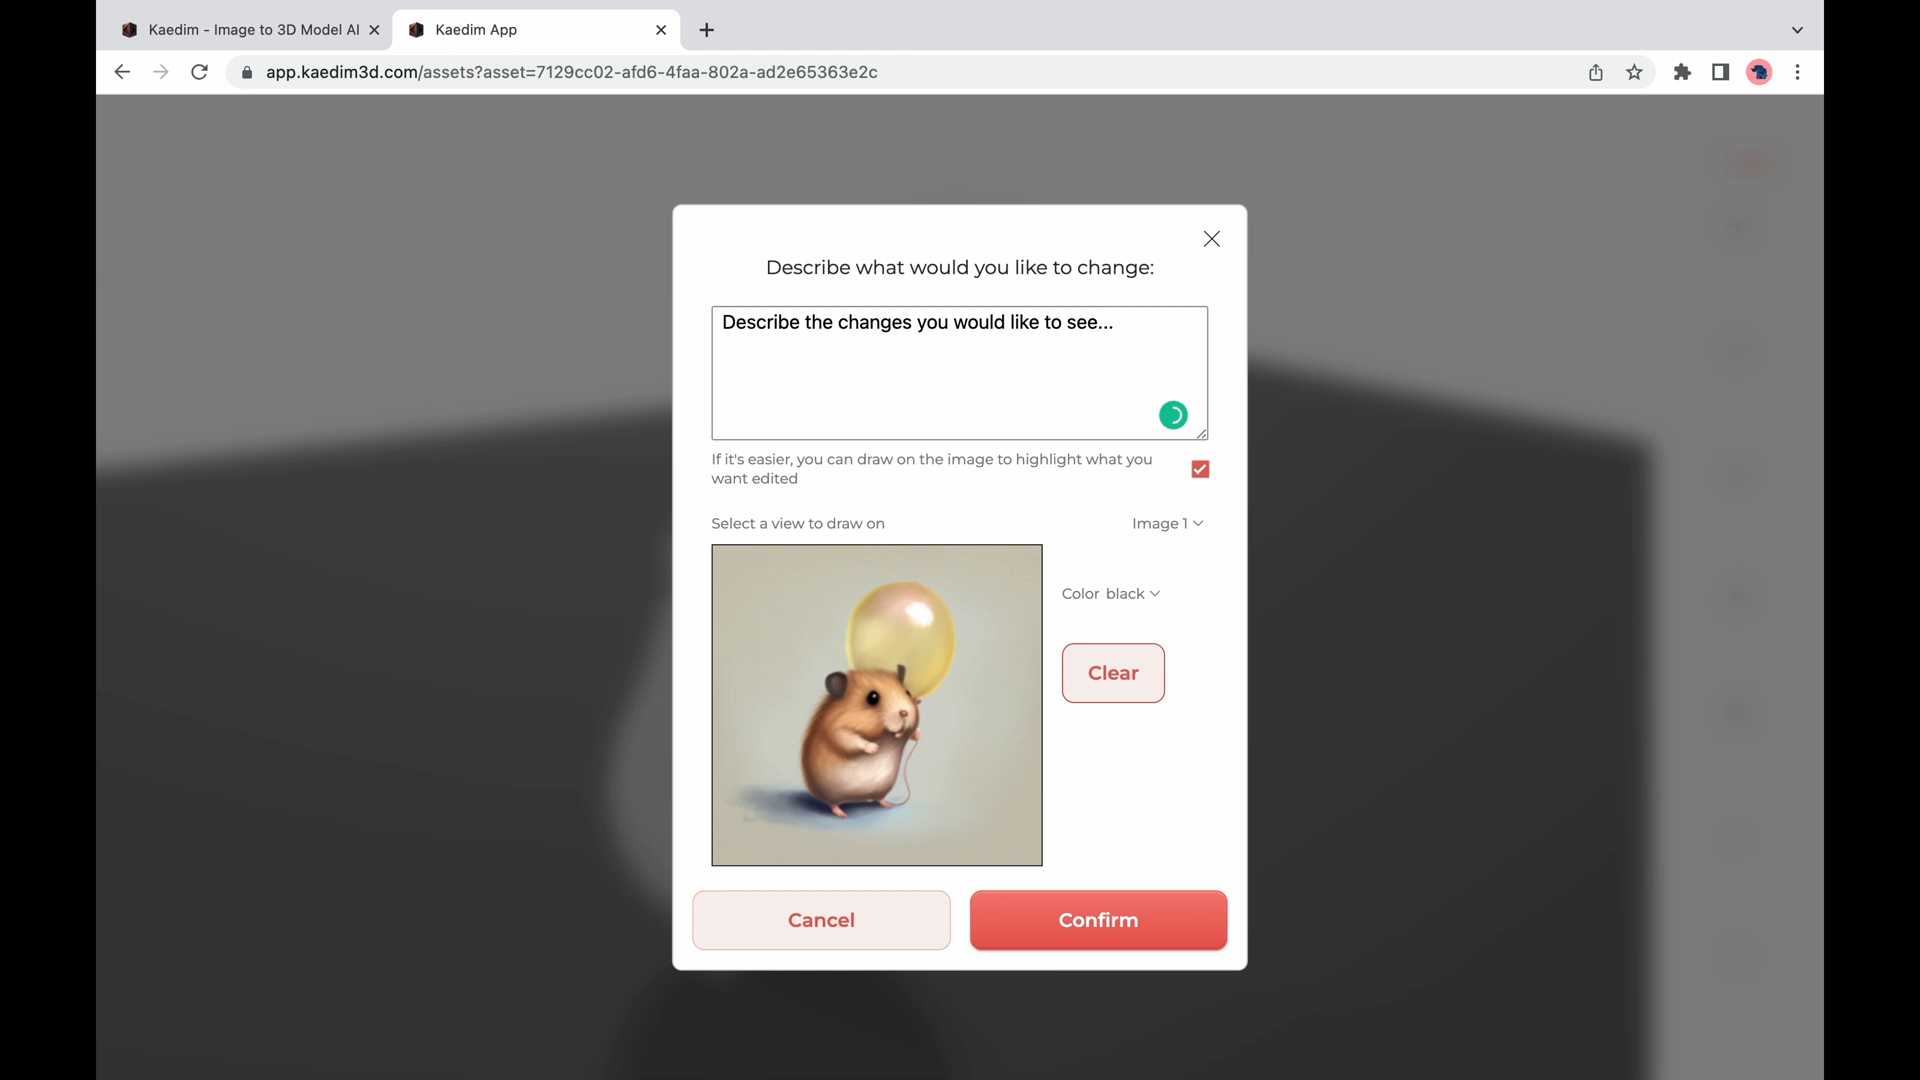 Kaedim - Image to 3D Model AI
Kaedim App
app.kaedim3d.com/assets?asset=7129cc02-afd6-4faa-802a-ad2e65363e2c
Describe what would you like to change:
Describe the changes you would like to see...
If it's easier, you can draw on the image to highlight what you
want edited
Select a view to draw on
Image 1
Color black
Clear
Cancel
Confirm